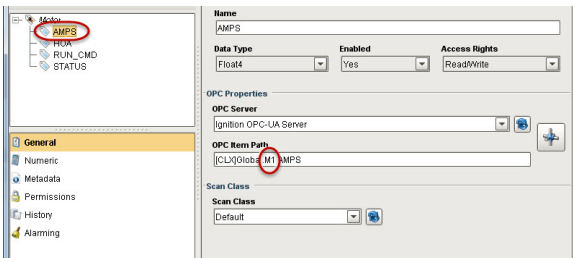 Motor
AMPS
HOA
RUN_CMD
STATUS
General
Numeric
Metadata
Permissions
History
Alarming
Name
AMPS
Data Type Enabled Access Rights
Float4 Yes Read/Write
OPC Properties
OPC Server
Ignition OPC-UA Server
OPC Item Path
[CLX]Global.M1.AMPS
Scan Class
Scan Class
Default